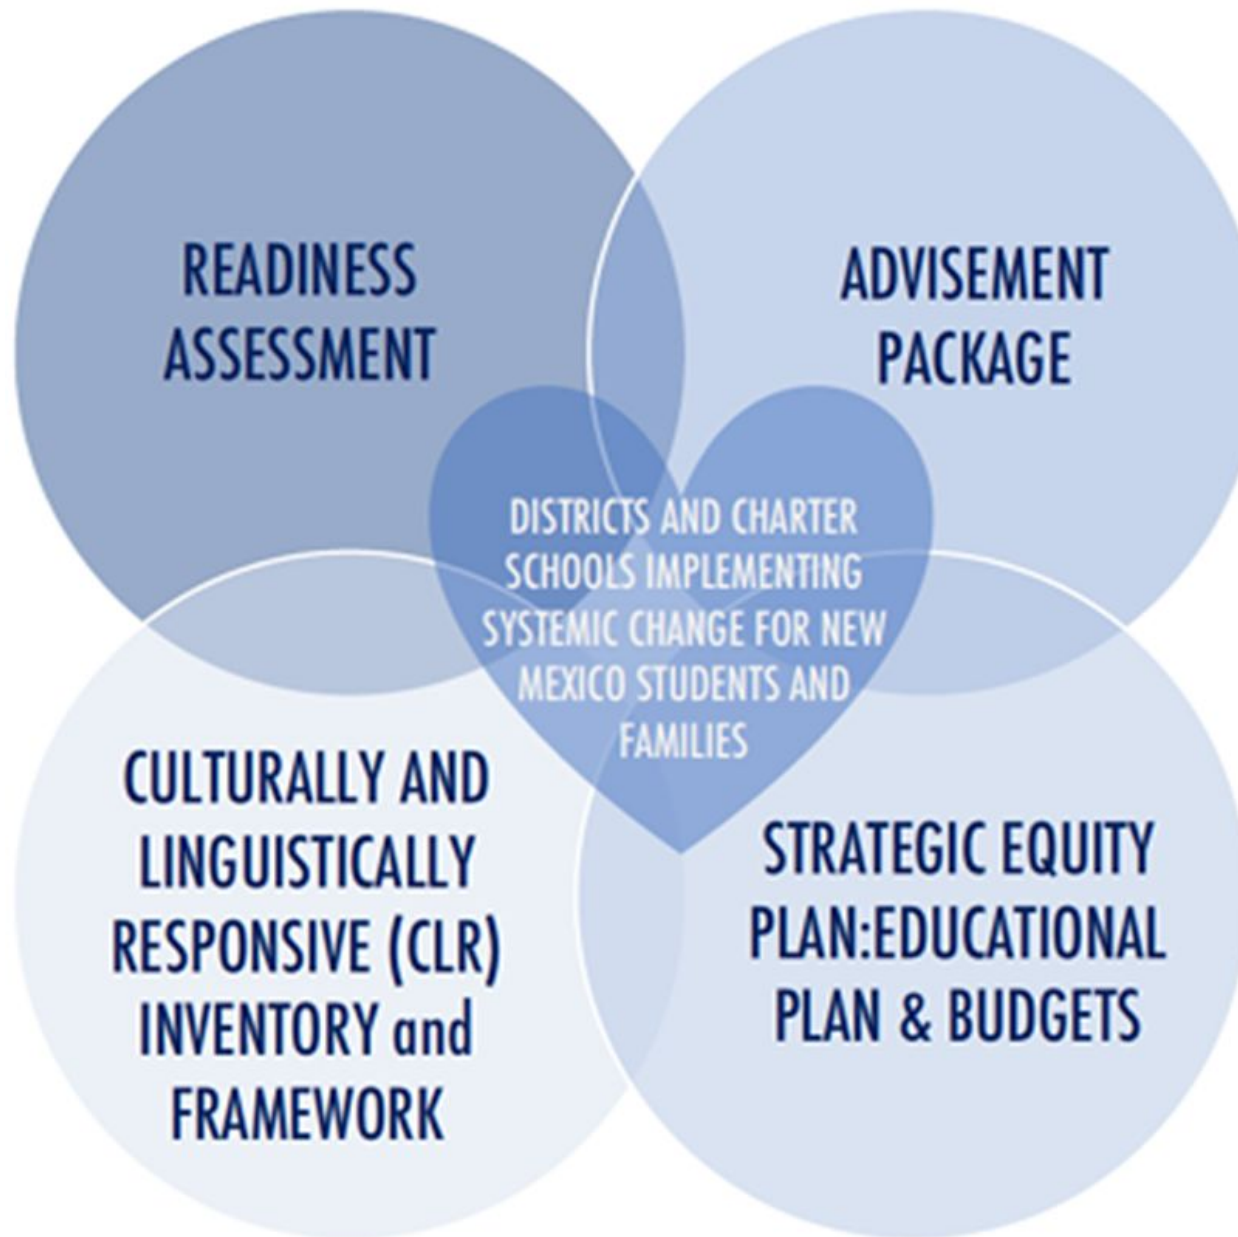 READINESS
ASSESSMENT
ADVISEMENT
PACKAGE
DISTRICTS AND CHARTER
SCHOOLS IMPLEMENTING
SYSTEMIC CHANGE FOR NEW
MEXICO STUDENTS AND
FAMILIES
CULTURALLY AND
LINGUISTICALLY
RESPONSIVE (CLR)
INVENTORY and
FRAMEWORK
STRATEGIC EQUITY
PLAN:EDUCATIONAL
PLAN & BUDGETS